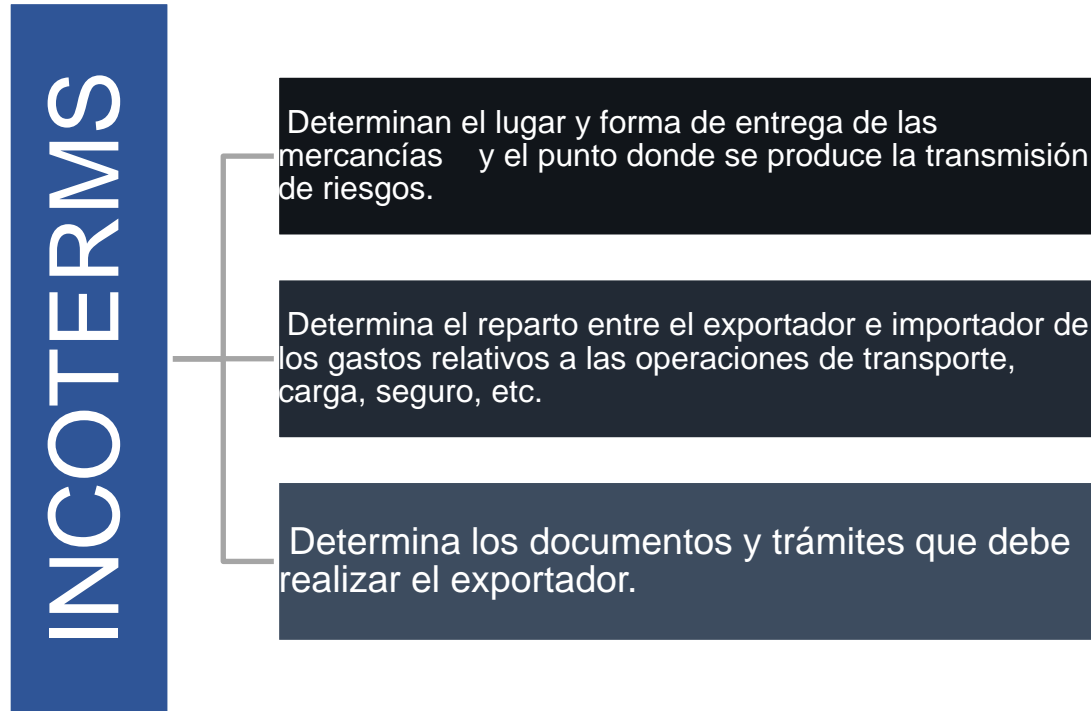 INCOTERMS
Determinan el lugar y forma de entrega de las
mercancías y el punto donde se produce la transmisión
de riesgos.
Determina el reparto entre el exportador e importador de
los gastos relativos a las operaciones de transporte,
carga, seguro, etc.
Determina los documentos y trámites que debe
realizar el exportador.